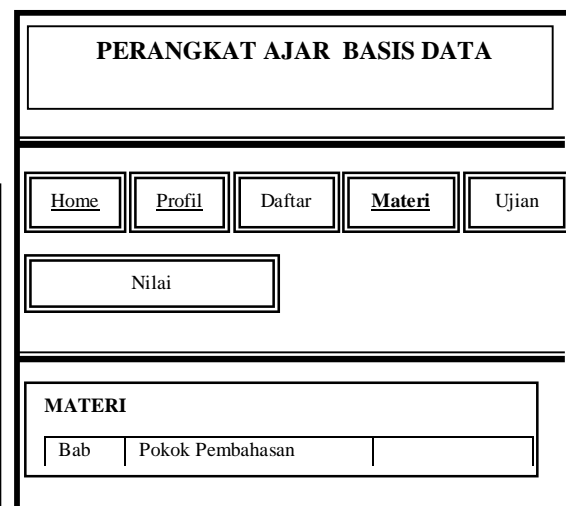 PERANGKAT AJAR BASIS DATA
Home Profil Daftar Materi Ujian
Nilai
MATERI
Bab Pokok Pembahasan